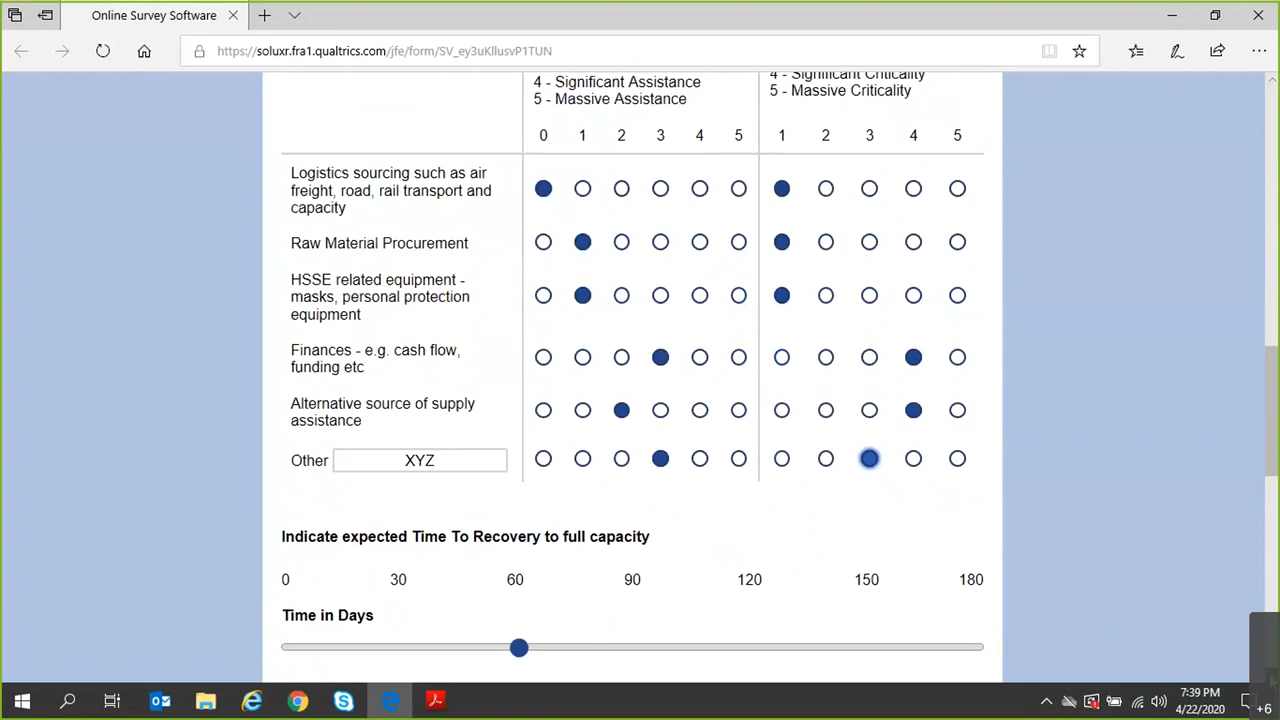 Online Survey Software
https://soluxr.fra1.qualtrics.com/jfe/form/SV_ey3uKllusvP1TUN
4 - Significant Assistance
5 - Massive Assistance
4 - Significant Criticality
5 - Massive Criticality
0 1 2 3 4 5 1 2 3 4 5
Logistics sourcing such as air
freight, road, rail transport and
capacity
Raw Material Procurement
HSSE related equipment -
masks, personal protection
equipment
Finances - e.g. cash flow,
funding etc
Alternative source of supply
assistance
Other XYZ
Indicate expected Time To Recovery to full capacity
0 30 60 90 120 150 180
Time in Days
7:39 PM
4/22/2020
+6